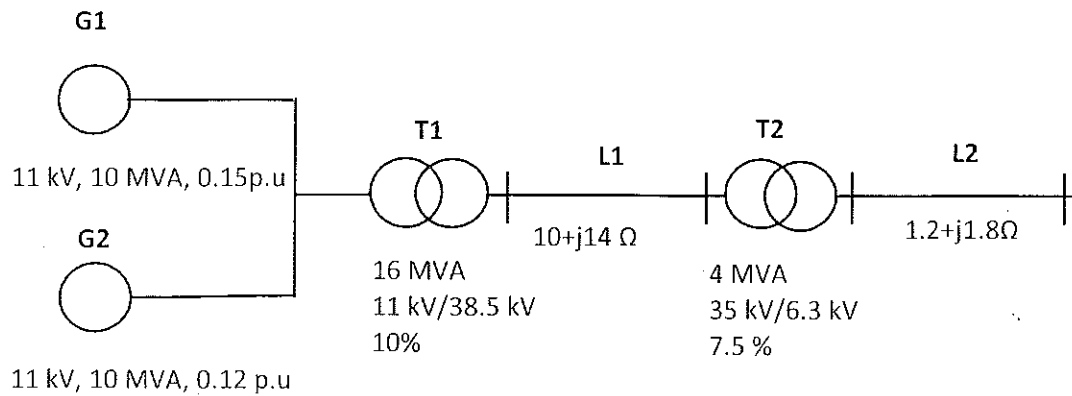 G1
11 kV, 10 MVA, 0.15p.u
G2
11 kV, 10 MVA, 0.12 p.u
T1
16 MVA
11 kV/38.5 kV
10%
L1
10+j14 Ω
T2
4 MVA
35 kV/6.3 kV
7.5 %
L2
1.2+j1.8Ω